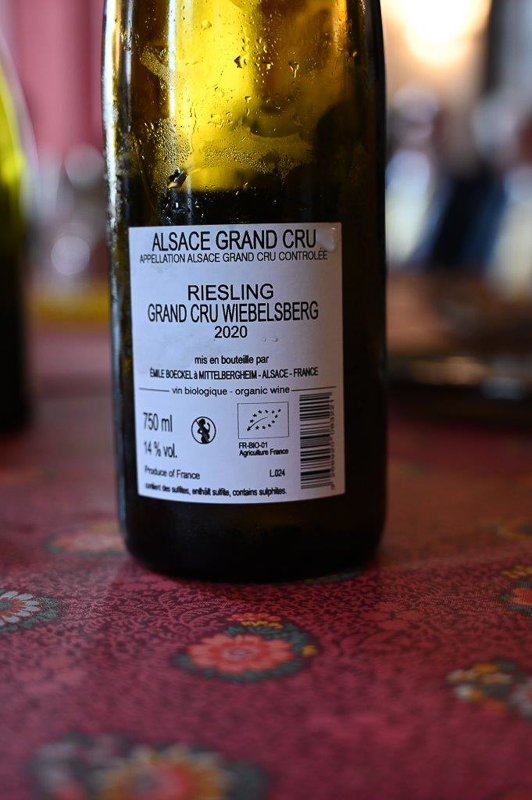 ALSACE GRAND CRU
APPELLATION ALSACE GRAND CRU CONTROLÉE
RIESLING
GRAND CRU WIEBELSBERG
2020
mis en bouteille par
ÉMILE BOECKEL à MITTELBERGHEIM - ALSACE - FRANCE
vin biologique - organic wine
750 ml
14 % vol.
FR-BIO-01
Agriculture France
Produce of France
L.024
contient des sulfites, enthält sulfite, contains sulphites.